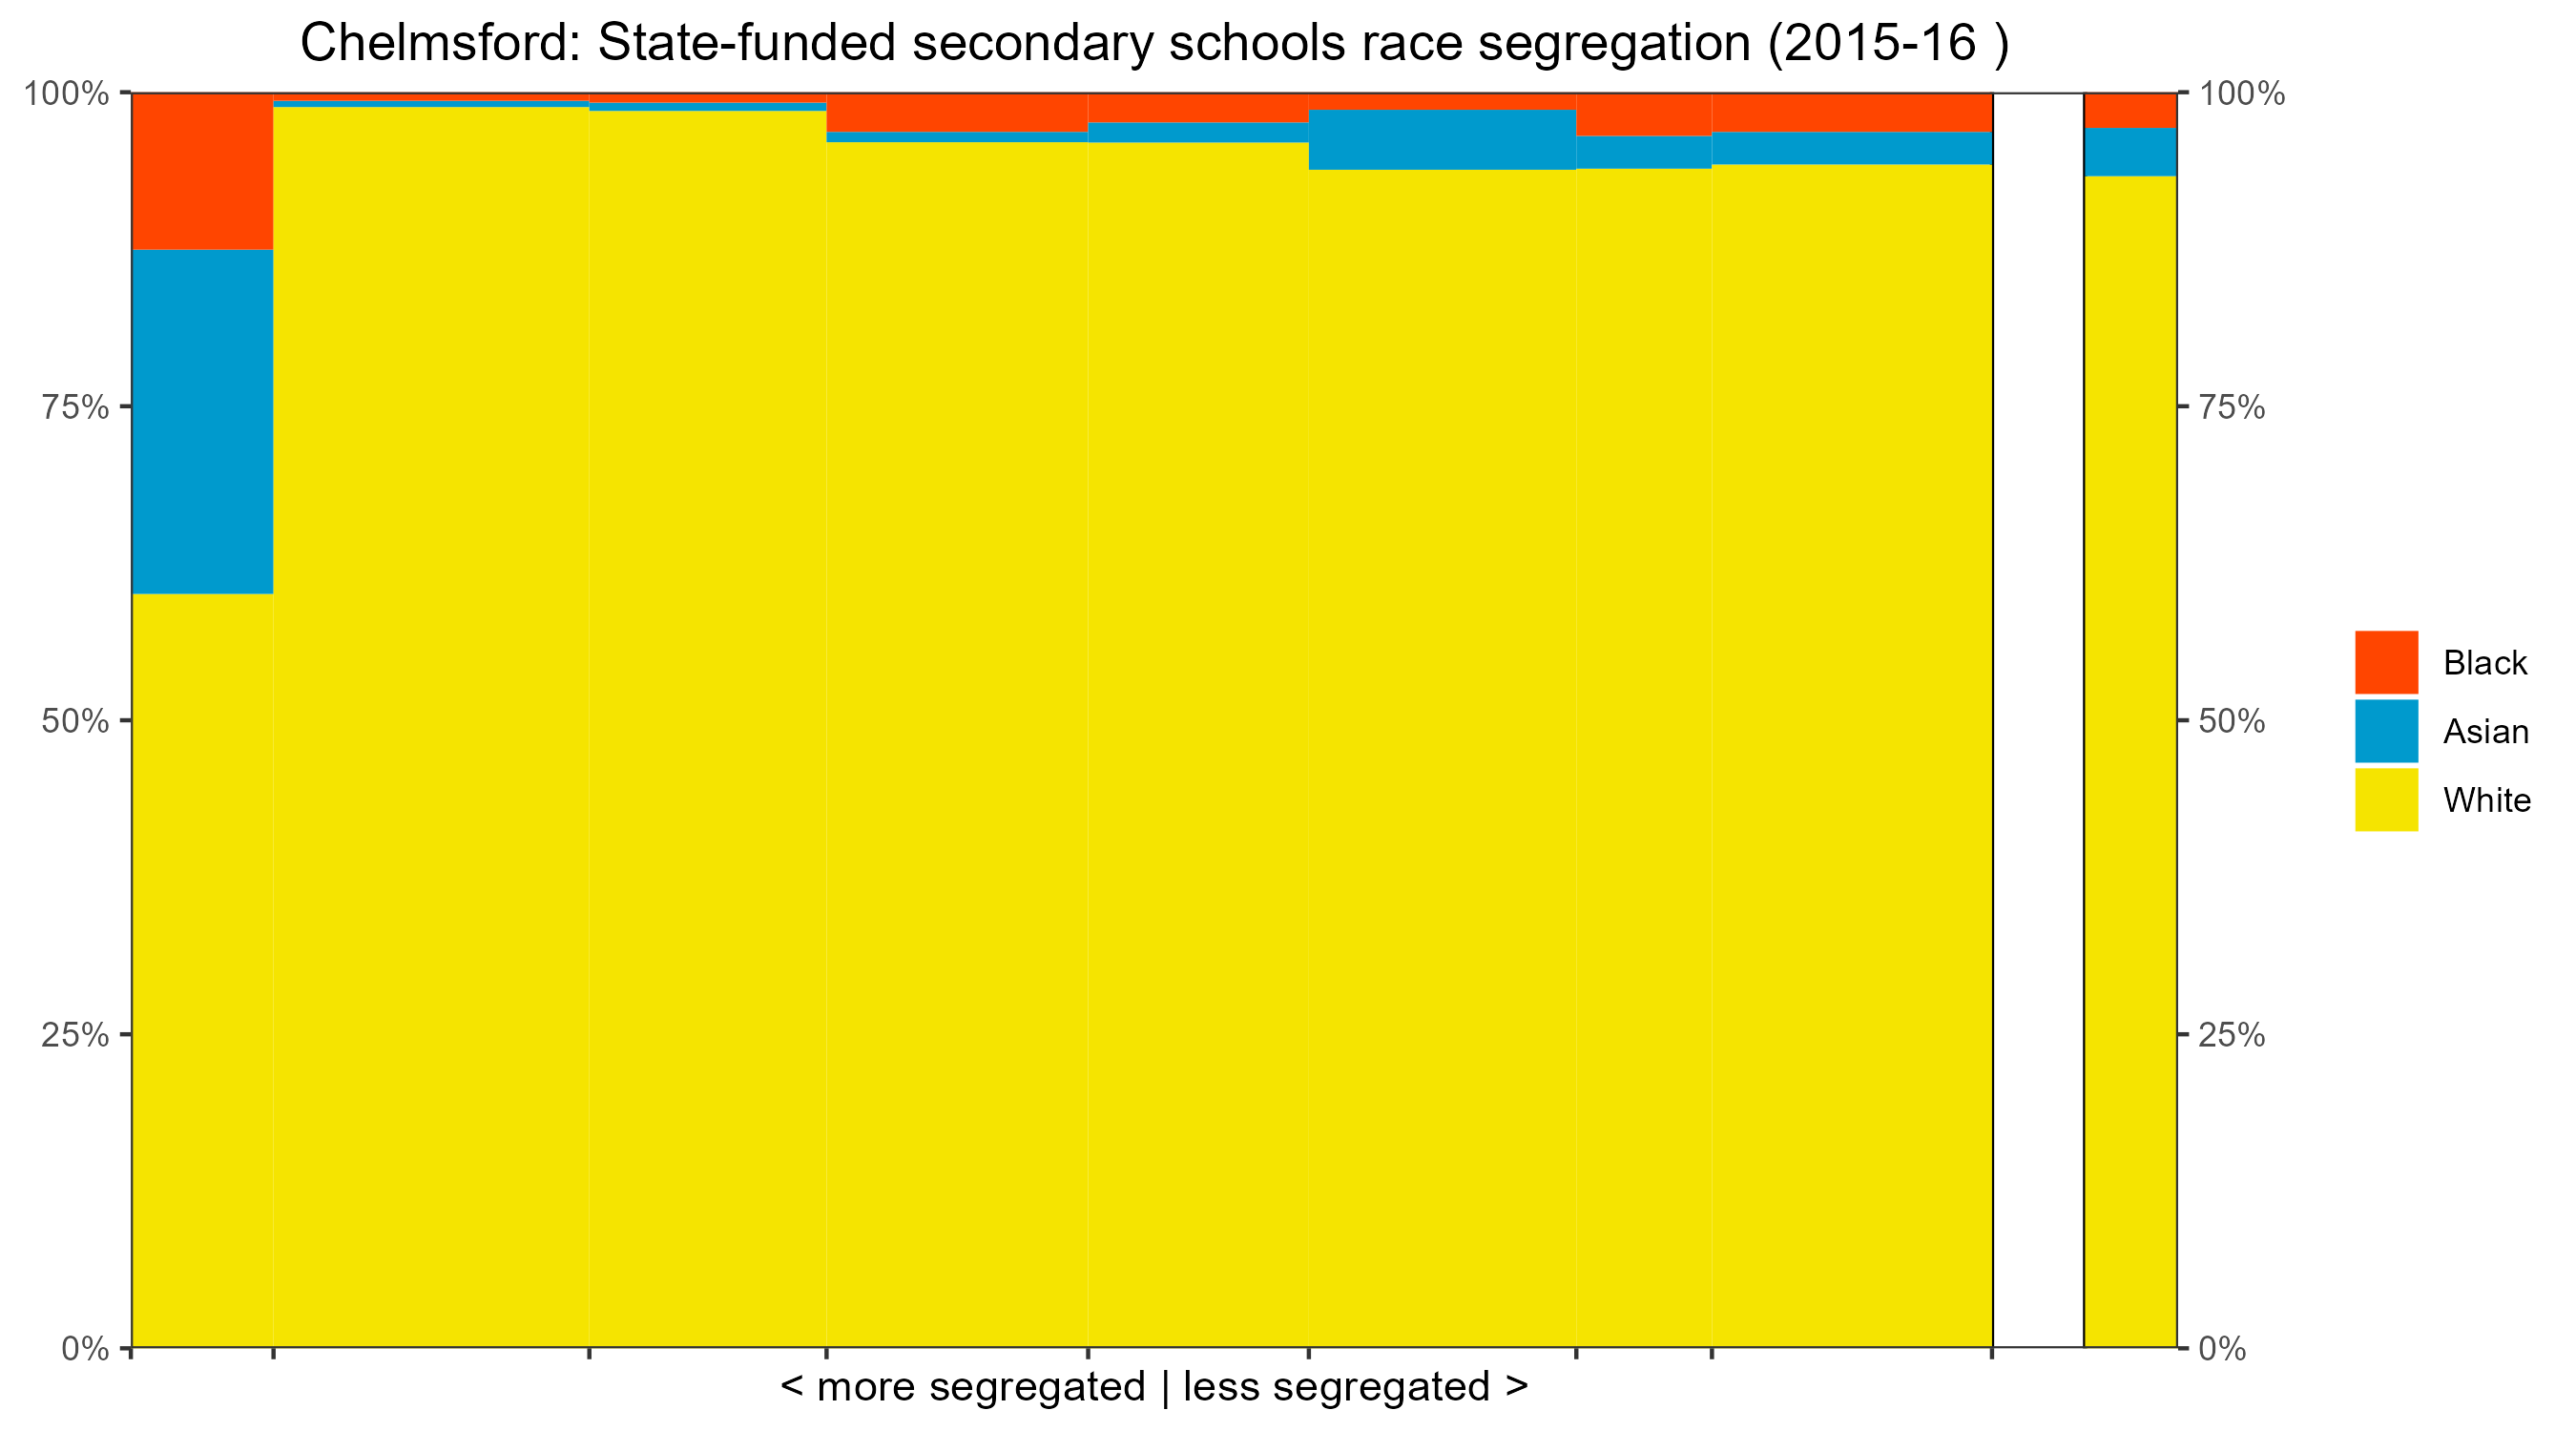 Chelmsford: State-funded secondary schools race segregation (2015-16 )
100%
75%
50%
25%
0%
100%
75%
50%
25%
0%
Black
Asian
White
< more segregated | less segregated >